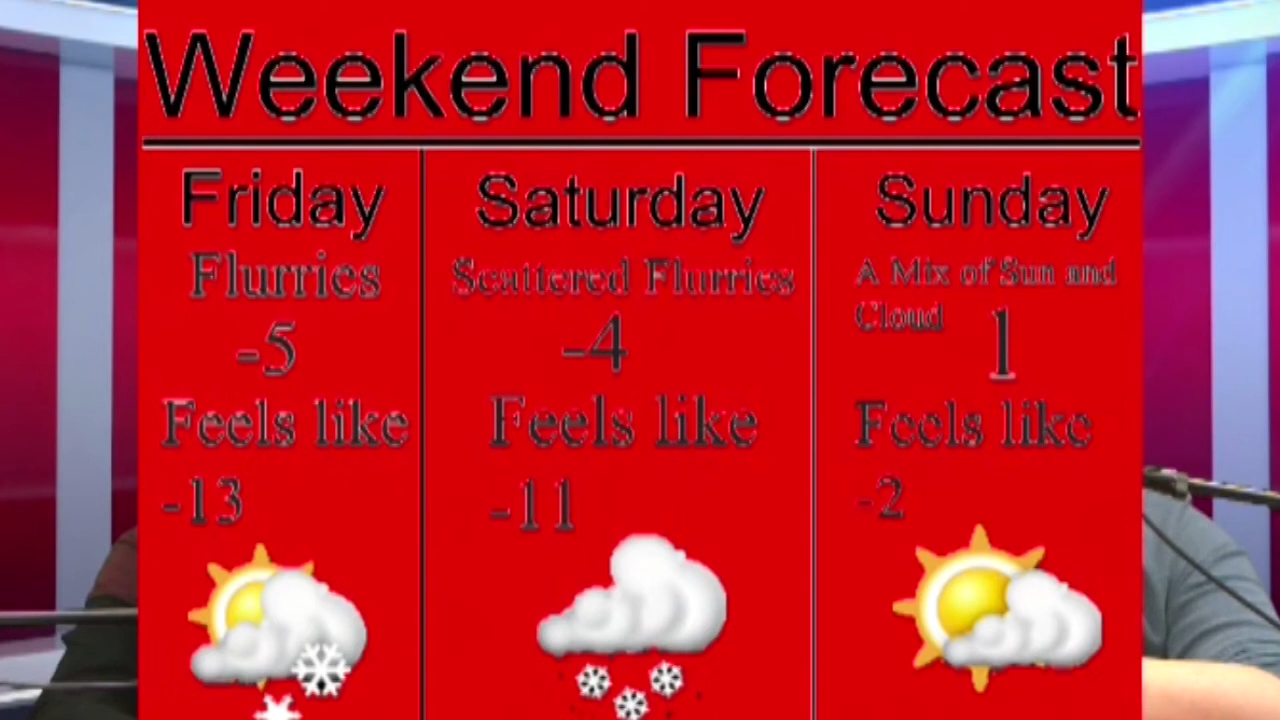 Weekend Forecast
Friday
Flurries
-5
Feels like
-13
Saturday
Scattered Flurries
-4
Feels like
-11
Sunday
A Mix of Sun and
Cloud 1
Feels like
-2